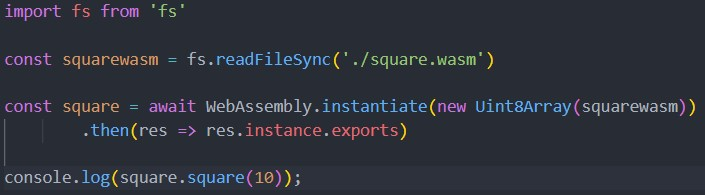 import fs from 'fs'
const squarewasm = fs.readFileSync('./square.wasm')
const square = await WebAssembly.instantiate(new Uint8Array(squarewasm))
.then(res => res.instance.exports)
console.log(square.square(10));